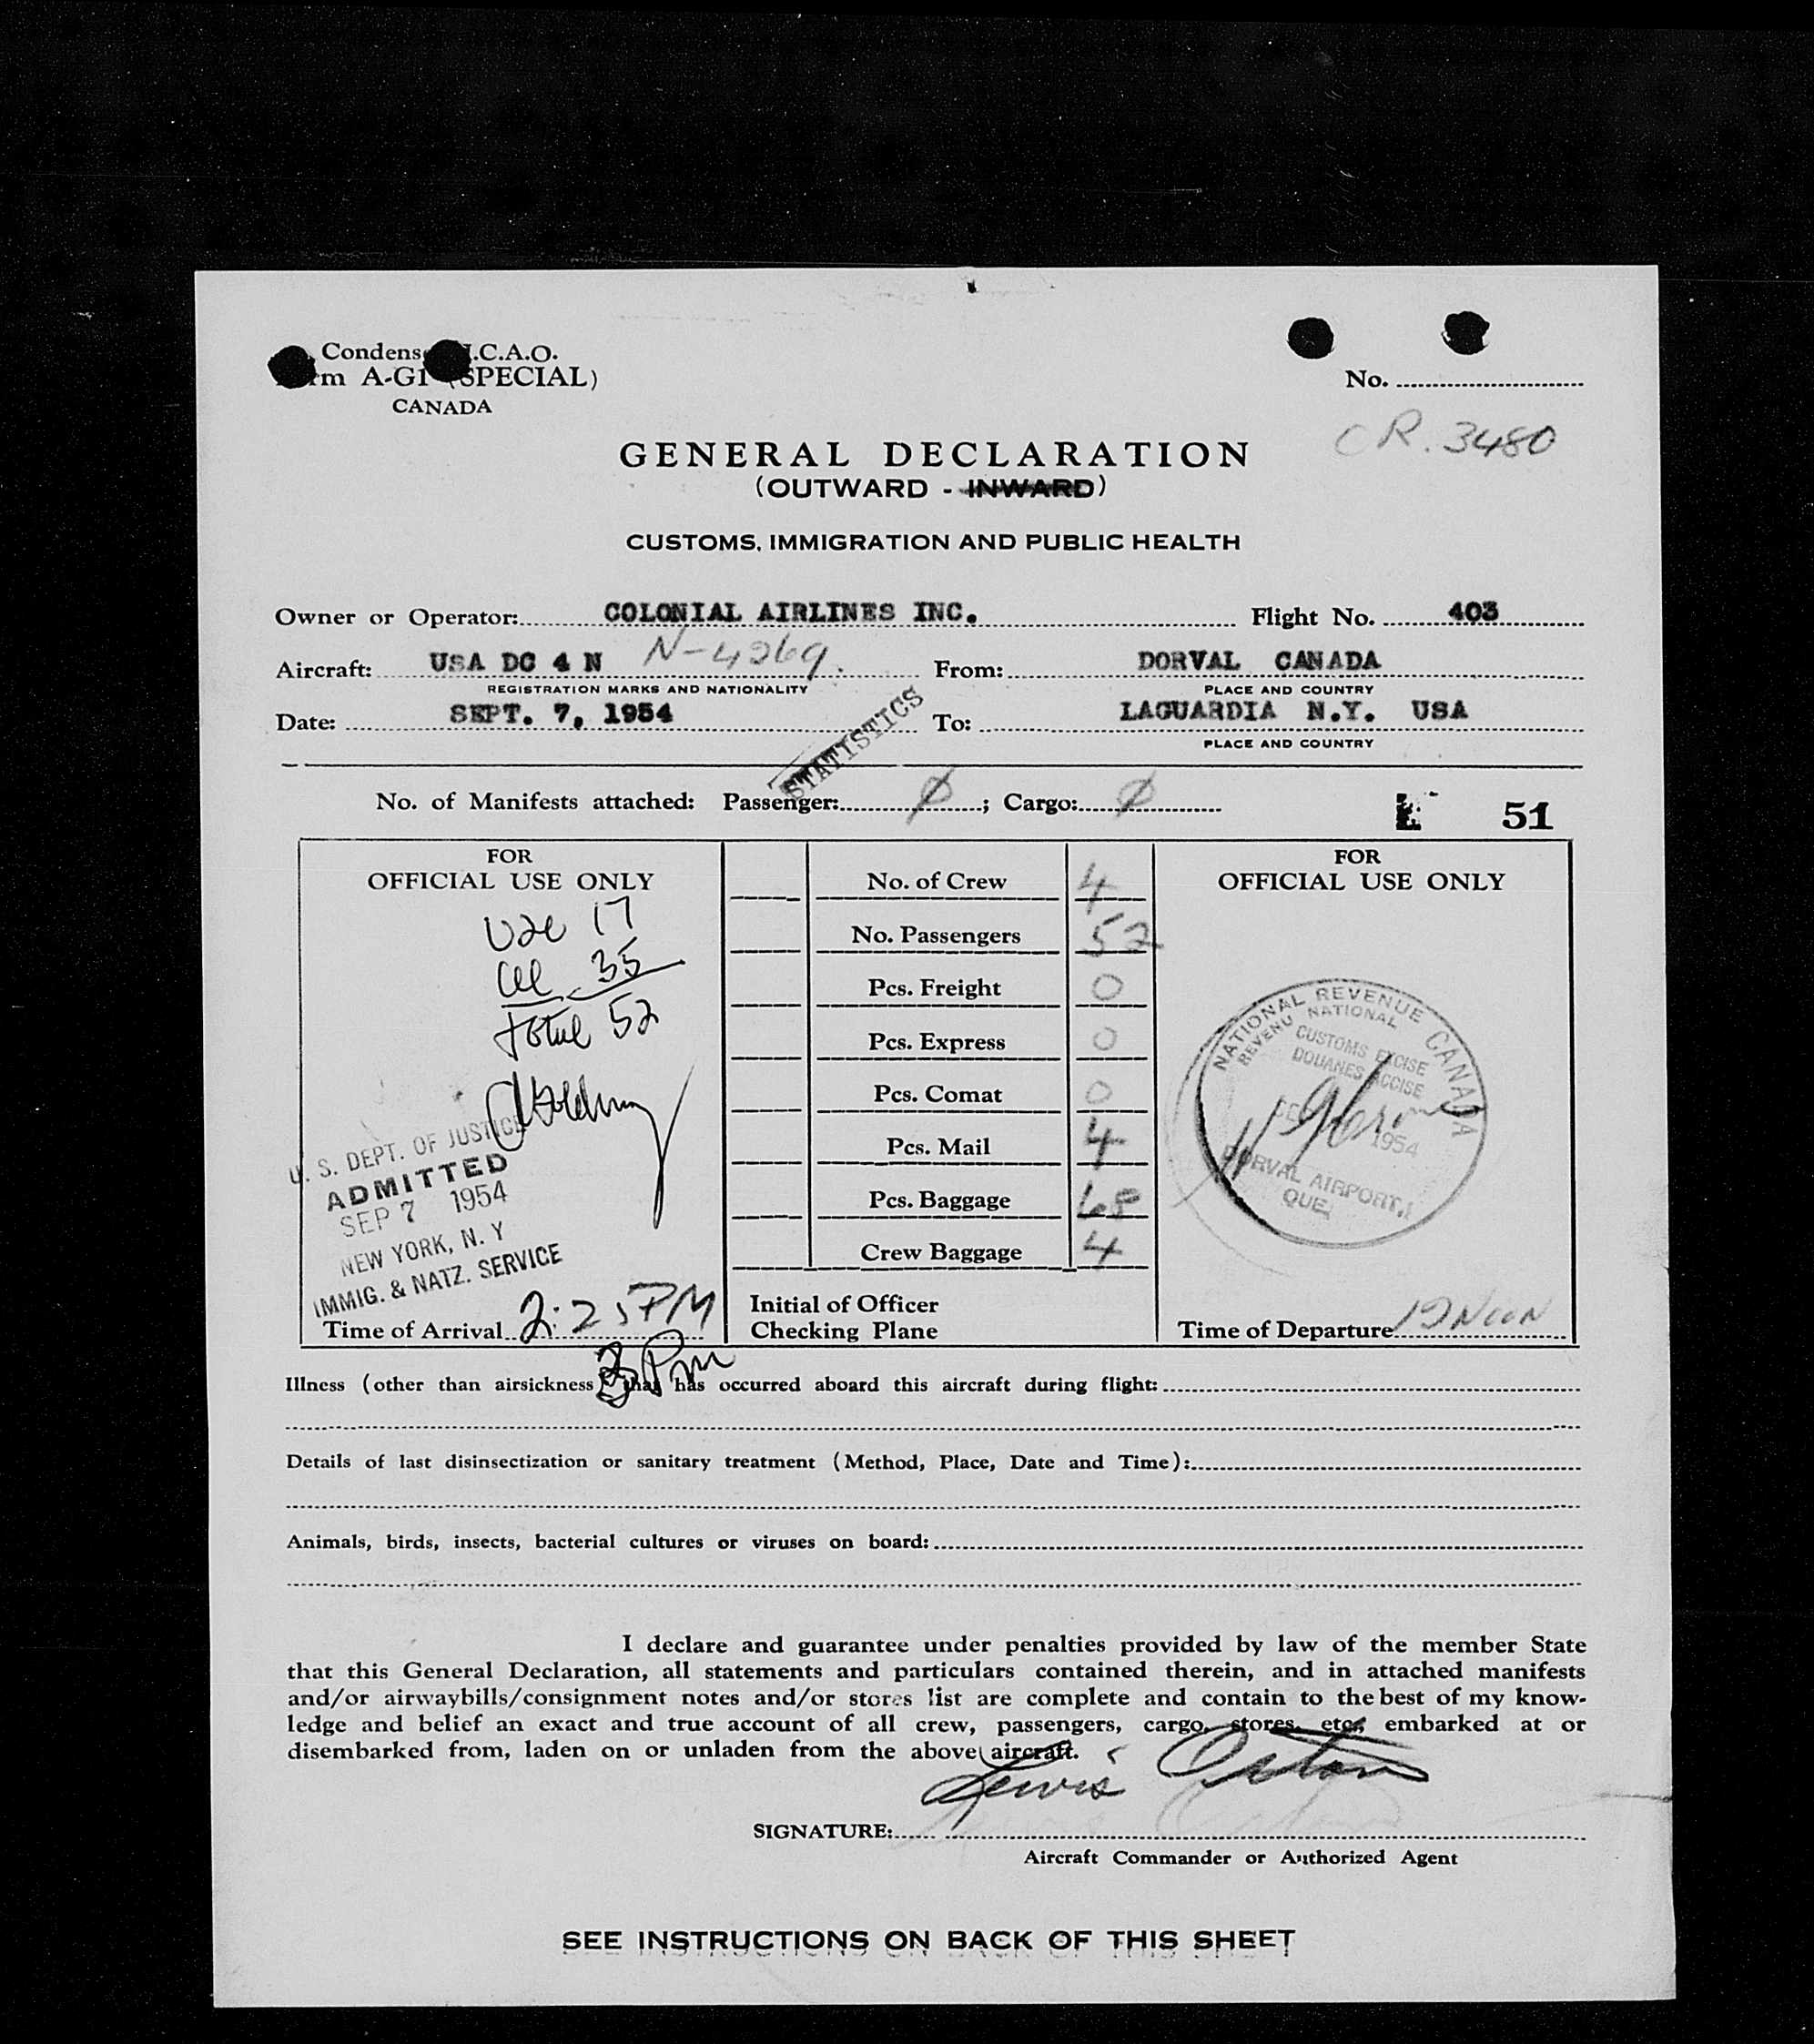 Condens I.C.A.O.
rm A-G1 (SPECIAL)
CANADA
No.
CR. 3480
GENERAL DECLARATION
(OUTWARD - INWARD)
CUSTOMS, IMMIGRATION AND PUBLIC HEALTH
Owner or Operator: COLONIAL AIRLINES INC. Flight No. 403
Aircraft: USA DC 4 N N-4269. From: DORVAL CANADA
REGISTRATION MARKS AND NATIONALITY PLACE AND COUNTRY
Date: SEPT. 7, 1954 To: LAGUARDIA N.Y. USA
PLACE AND COUNTRY
STATISTICS
No. of Manifests attached: Passenger: Ø; Cargo: Ø
51
FOR
OFFICIAL USE ONLY
17
35
Total 52
U. S. DEPT. OF JUSTICE
ADMITTED
SEP 7 1954
NEW YORK, N. Y
IMMIG. & NATZ. SERVICE
Time of Arrival 2:25 PM
3 Pm
No. of Crew 4
No. Passengers 52
Pcs. Freight 0
Pcs. Express 0
Pcs. Comat 0
Pcs. Mail 4
Pcs. Baggage 68
Crew Baggage 4
Initial of Officer
Checking Plane
FOR
OFFICIAL USE ONLY
NATIONAL REVENUE CANADA
REVENU NATIONAL
CUSTOMS EXCISE
DOUANES ACCISE
1954
DORVAL AIRPORT,
QUE,
Time of Departure 12 NOON
Illness (other than airsickness) that has occurred aboard this aircraft during flight:
Details of last disinsectization or sanitary treatment (Method, Place, Date and Time):
Animals, birds, insects, bacterial cultures or viruses on board:
I declare and guarantee under penalties provided by law of the member State
that this General Declaration, all statements and particulars contained therein, and in attached manifests
and/or airwaybills/consignment notes and/or stores list are complete and contain to the best of my know-
ledge and belief an exact and true account of all crew, passengers, cargo, stores, etc., embarked at or
disembarked from, laden on or unladen from the above aircraft.
Lewis
SIGNATURE:
Aircraft Commander or Authorized Agent
SEE INSTRUCTIONS ON BACK OF THIS SHEET